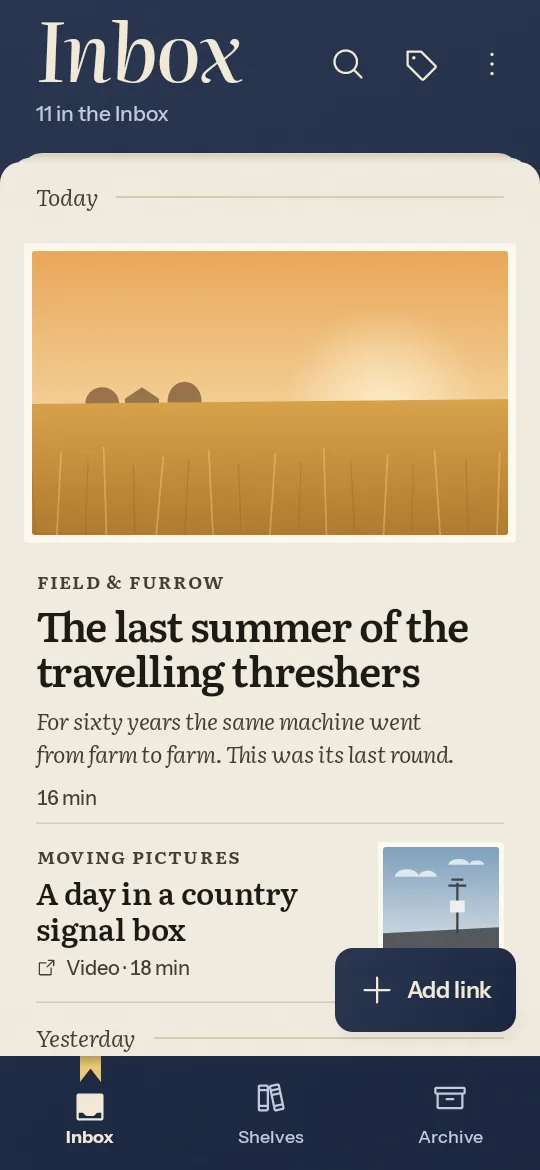 Inbox
11 in the Inbox
Today
FIELD & FURROW
The last summer of the
travelling threshers
For sixty years the same machine went
from farm to farm. This was its last round.
16 min
MOVING PICTURES
A day in a country
signal box
Video · 18 min
Add link
Yesterday
Inbox
Shelves
Archive